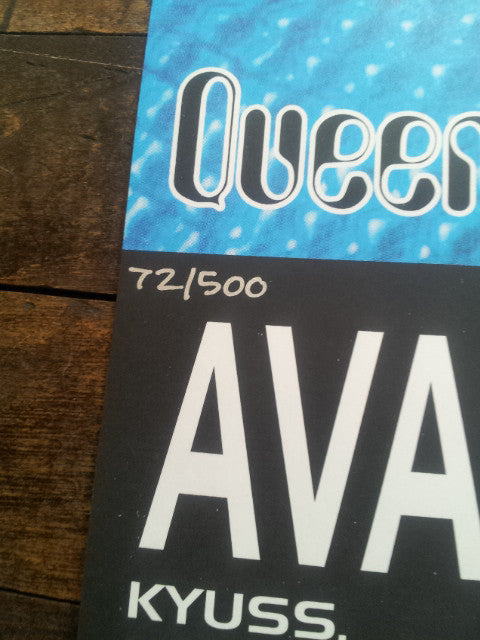 Queen
72/500
AVA
KYUSS,